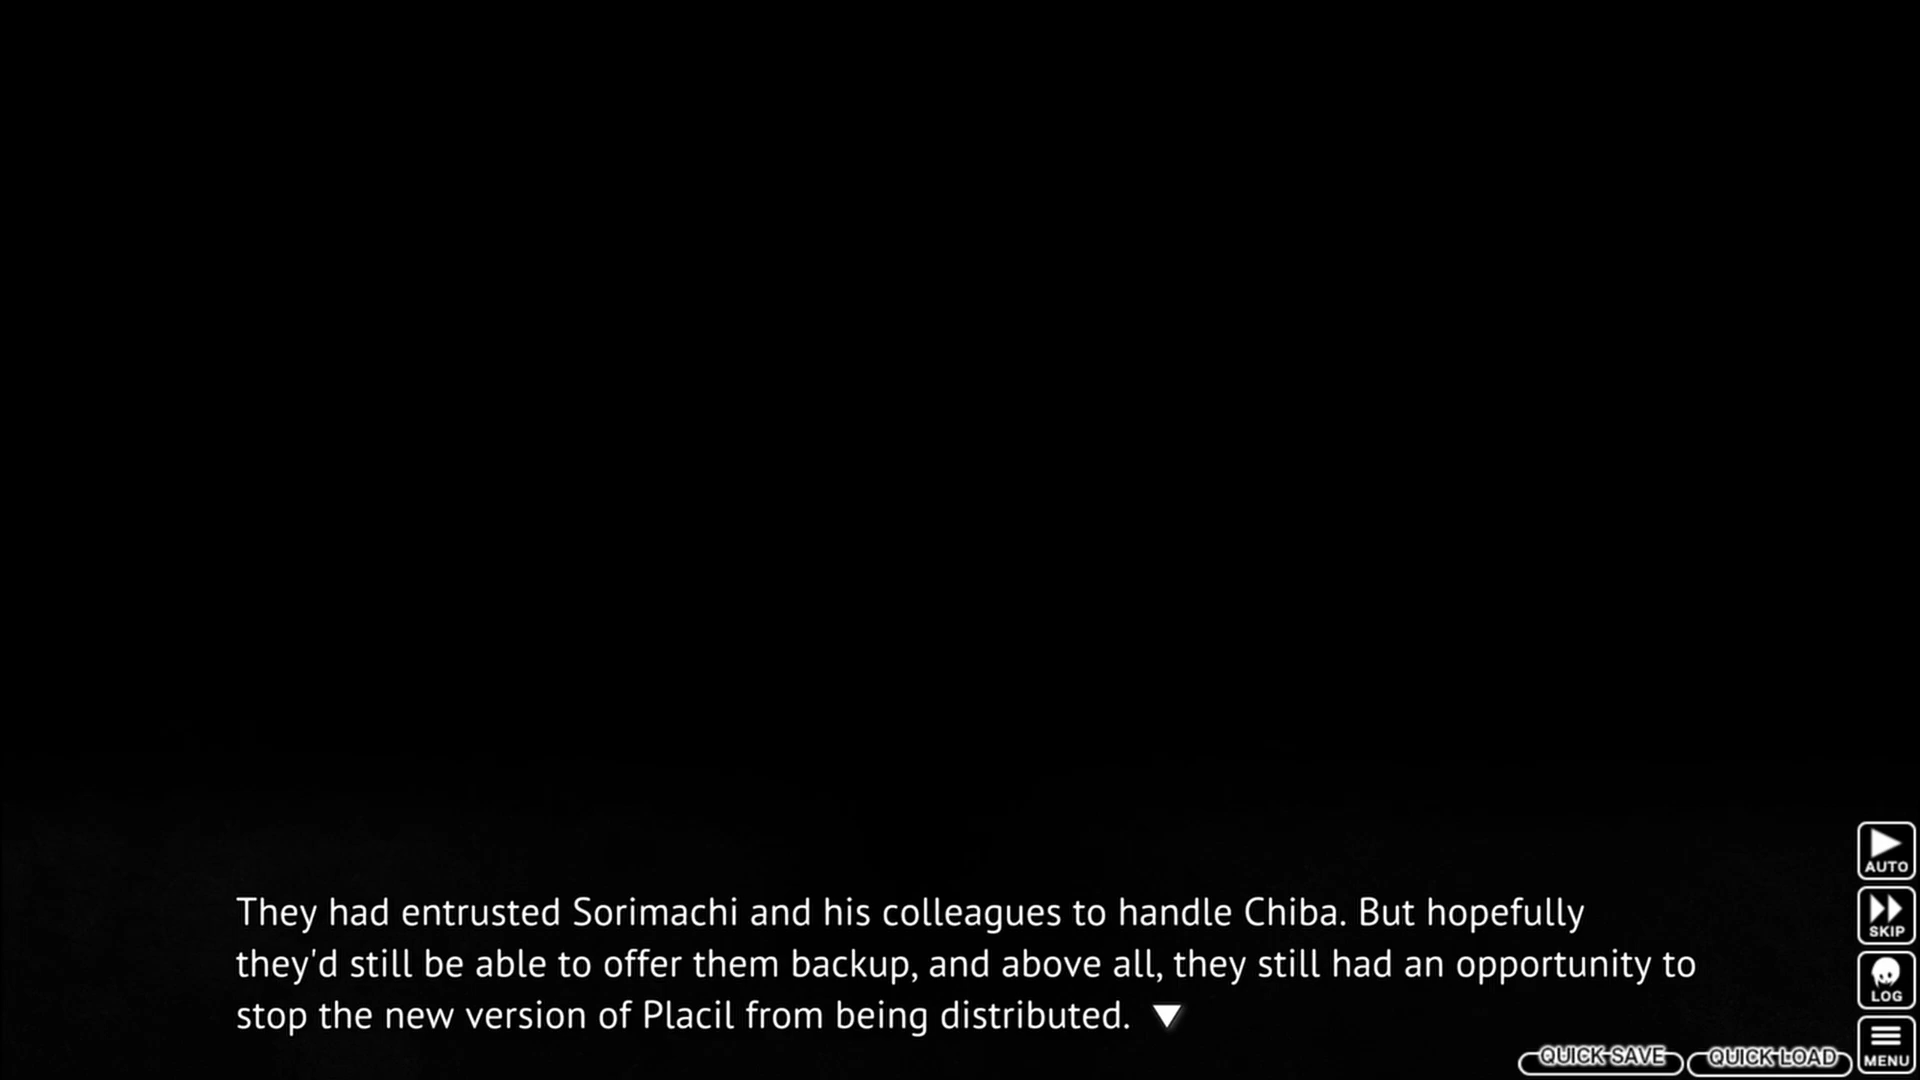 They had entrusted Sorimachi and his colleagues to handle Chiba. But hopefully
they'd still be able to offer them backup, and above all, they still had an opportunity to
stop the new version of Placil from being distributed.
AUTO
SKIP
LOG
MENU
QUICK SAVE
QUICK LOAD